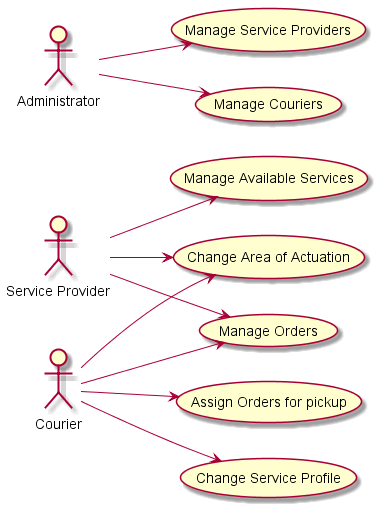 Manage Service Providers
Administrator
Manage Couriers
Manage Available Services
Change Area of Actuation
Service Provider
Manage Orders
Assign Orders for pickup
Courier
Change Service Profile